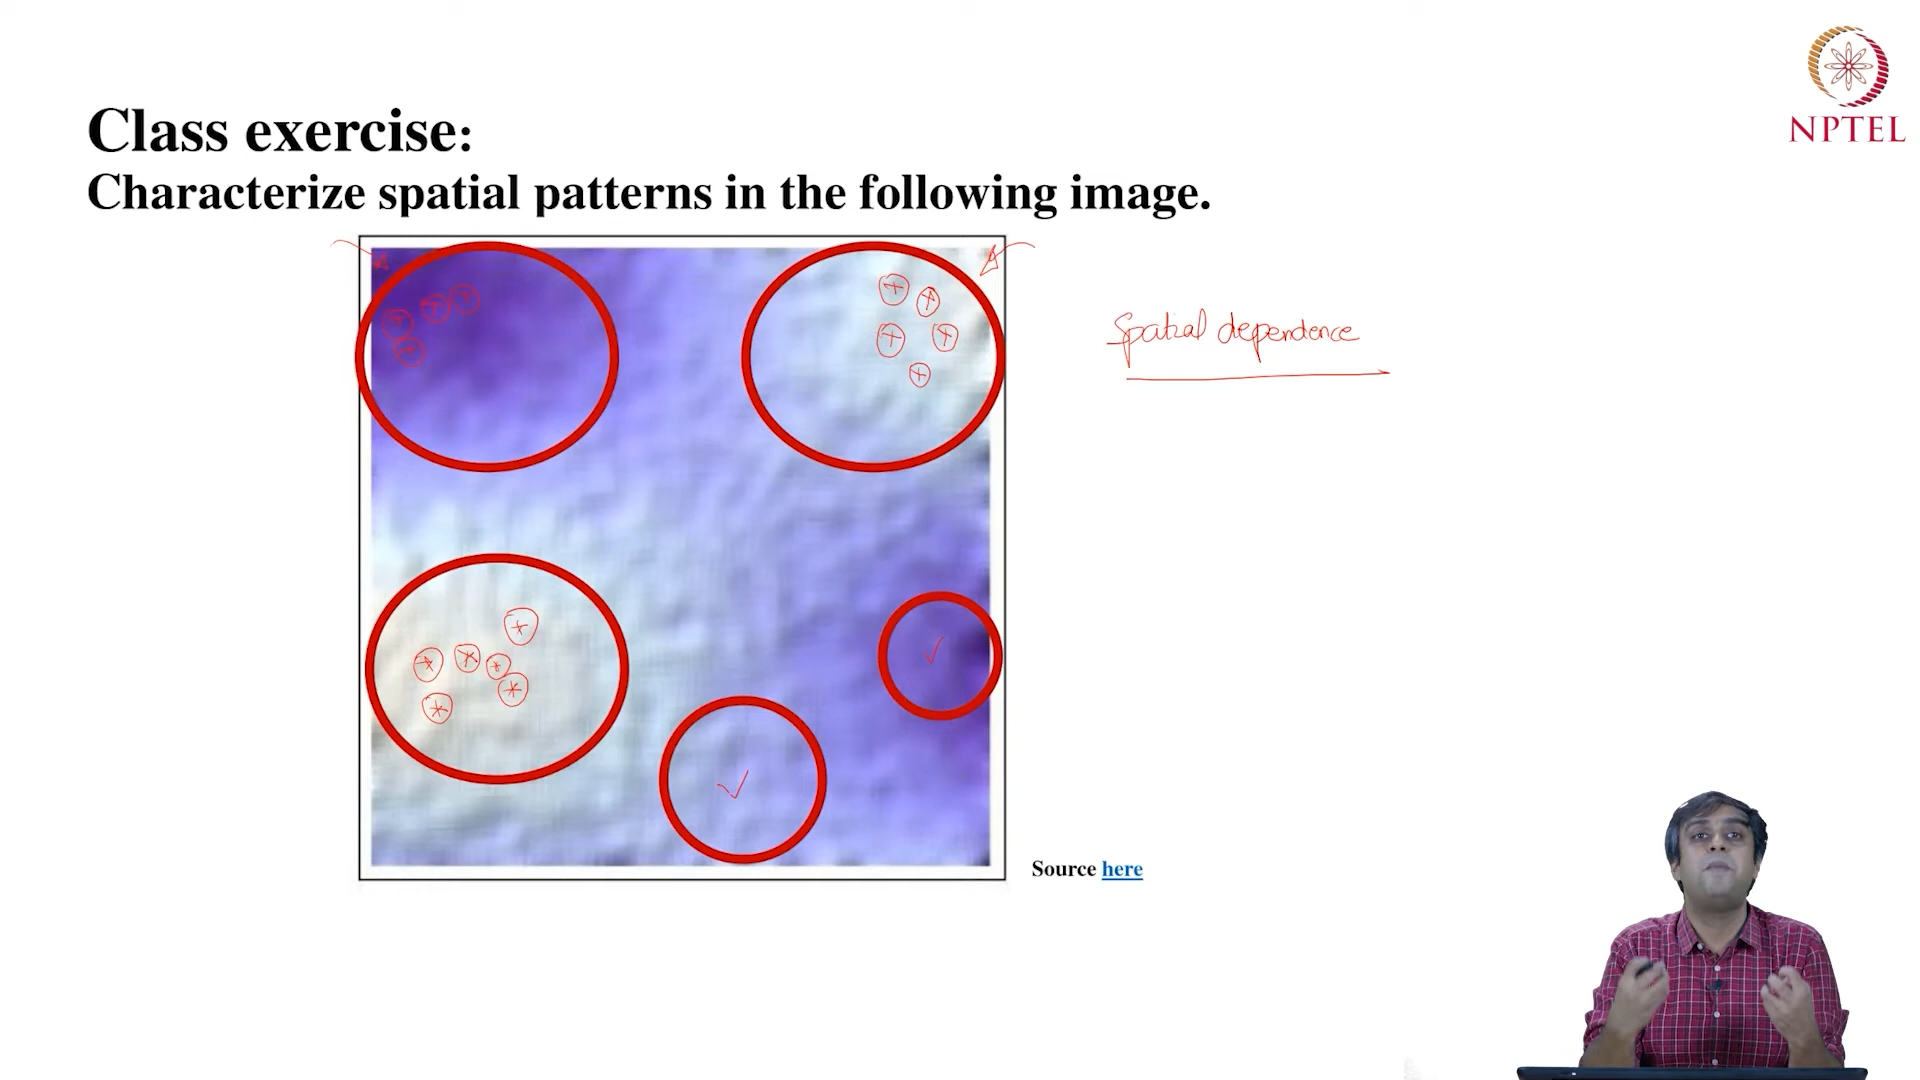 NPTEL
Class exercise:
Characterize spatial patterns in the following image.
Spatial dependence
Source here